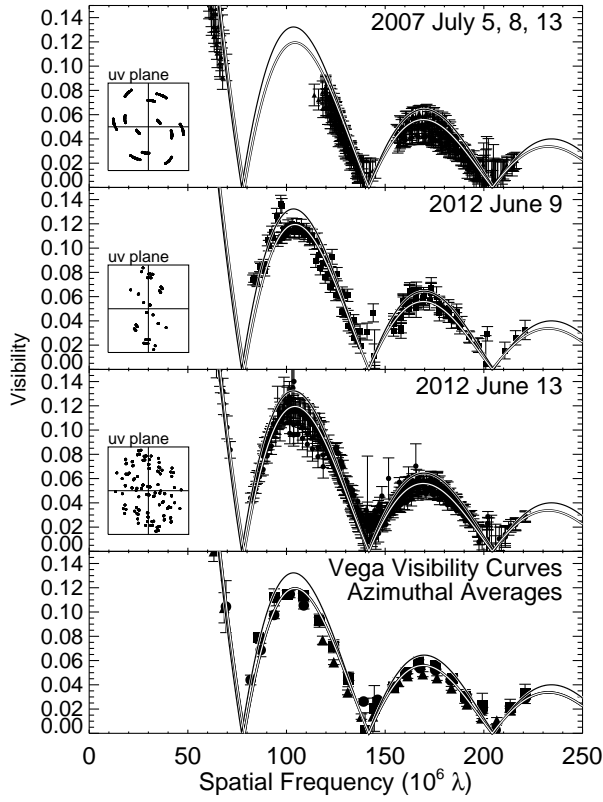 0.14
2007 July 5, 8, 13
0.12
0.10
uv plane
0.08
0.06
0.04
0.02
0.00
0.14
2012 June 9
0.12
0.10
uv plane
0.08
0.06
0.04
0.02
0.00
Visibility
0.14
2012 June 13
0.12
0.10
uv plane
0.08
0.06
0.04
0.02
0.00
0.14
Vega Visibility Curves
Azimuthal Averages
0.12
0.10
0.08
0.06
0.04
0.02
0.00
0 50 100 150 200 250
Spatial Frequency (10⁶ λ)